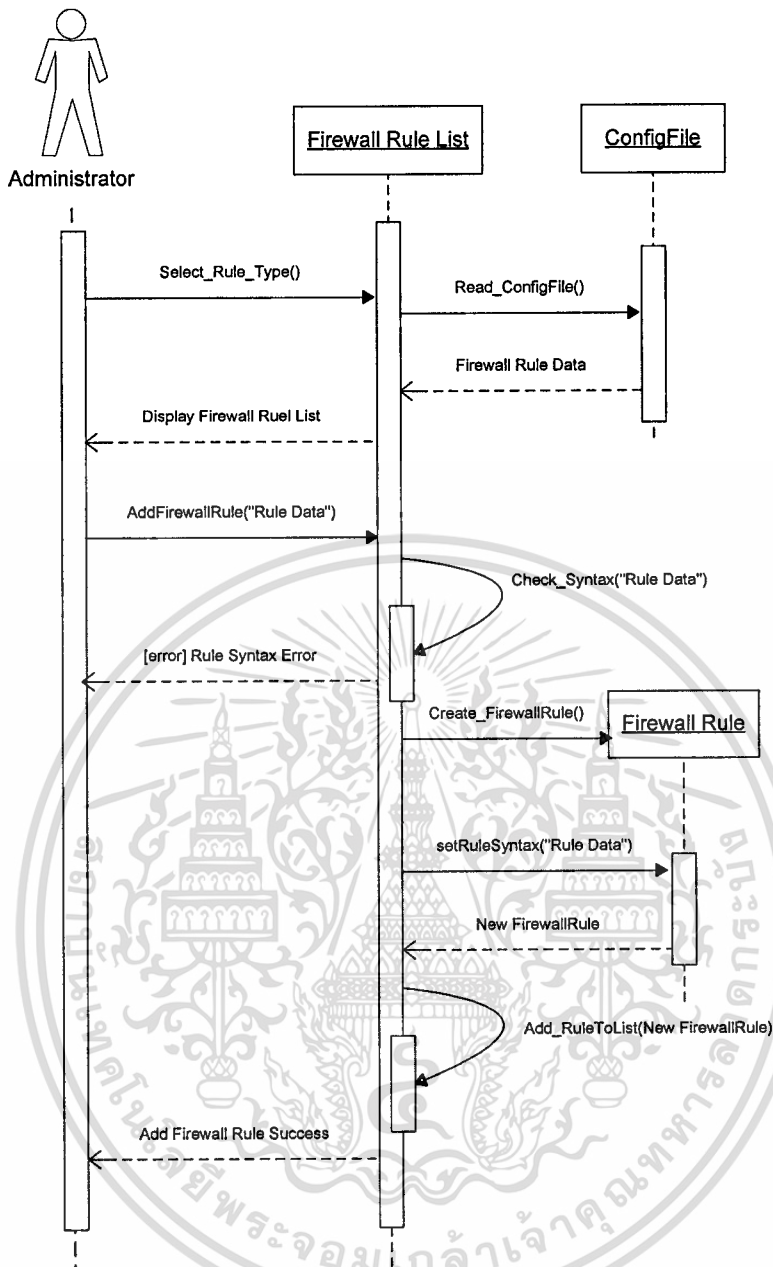 Administrator
Firewall Rule List
ConfigFile
Select_Rule_Type()
Read_ConfigFile()
Firewall Rule Data
Display Firewall Ruel List
AddFirewallRule("Rule Data")
Check_Syntax("Rule Data")
[error] Rule Syntax Error
Create_FirewallRule()
Firewall Rule
setRuleSyntax("Rule Data")
New FirewallRule
Add_RuleToList(New FirewallRule)
Add Firewall Rule Success